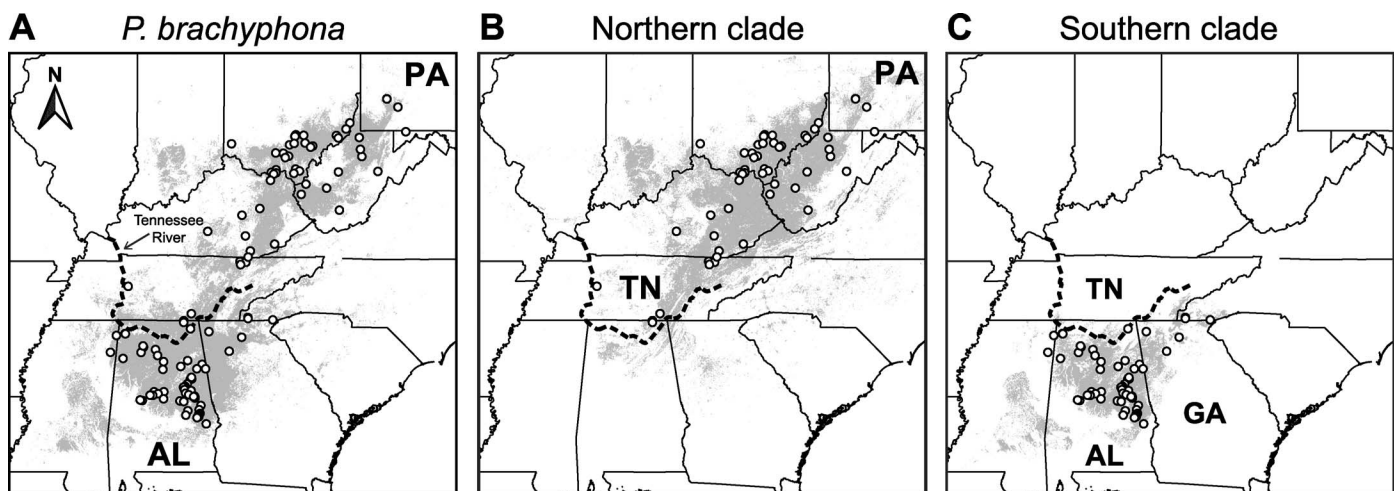 A P. brachyphona
B Northern clade
C Southern clade
N
PA
PA
Tennessee
River
TN
TN
AL
GA
AL